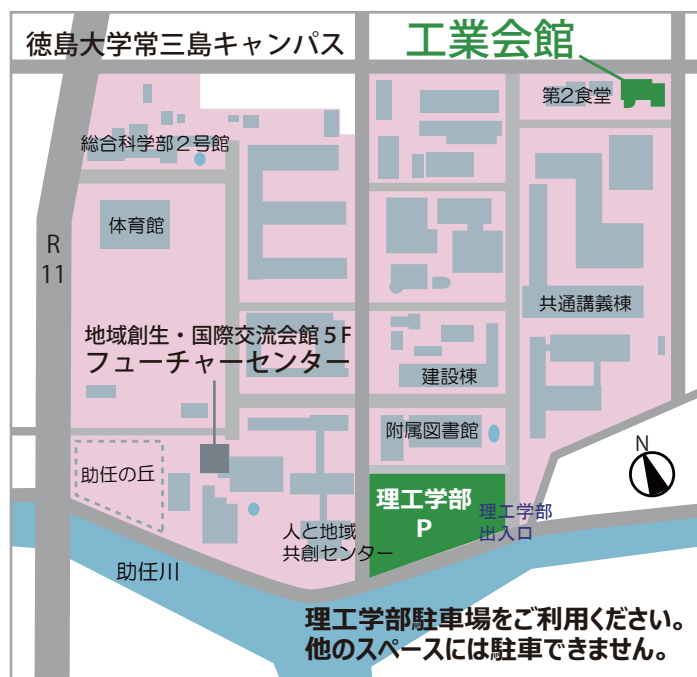 徳島大学常三島キャンパス
工業会館
第2食堂
総合科学部２号館
体育館
R
11
共通講義棟
地域創生・国際交流会館５F
フューチャーセンター
建設棟
附属図書館
N
助任の丘
理工学部
P
理工学部
出入口
人と地域
共創センター
助任川
理工学部駐車場をご利用ください。
他のスペースには駐車できません。